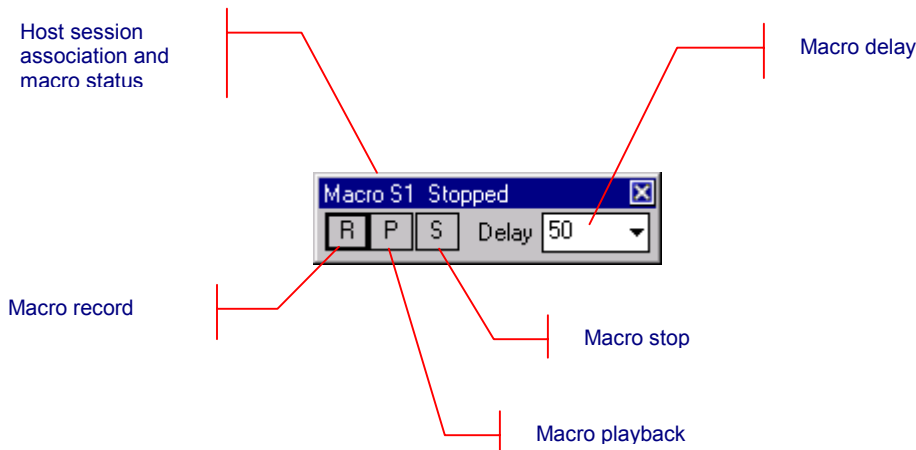 Host session
association and
macro status
Macro delay
Macro S1 Stopped
R P S Delay 50
Macro record
Macro stop
Macro playback